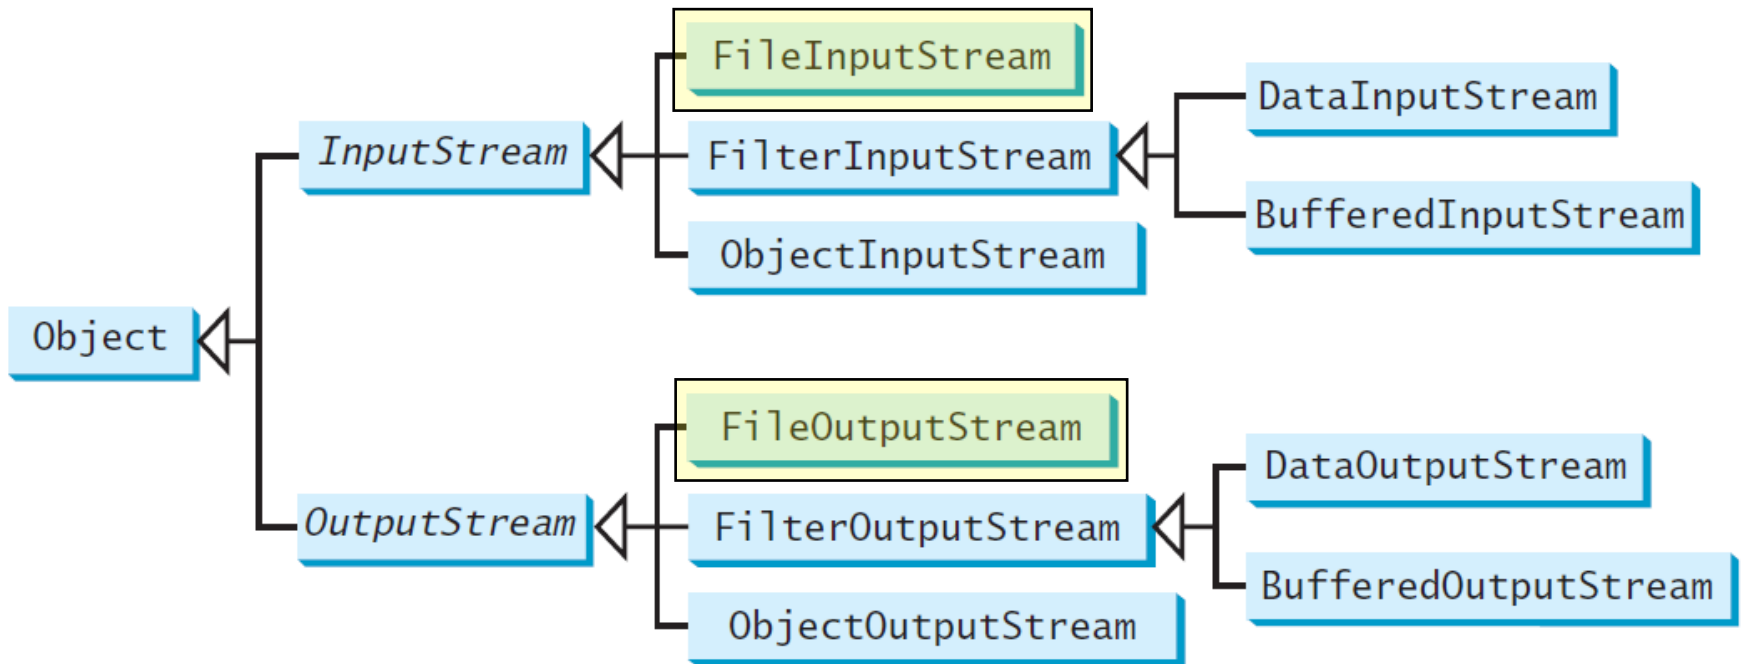 FileInputStream
DataInputStream
InputStream
FilterInputStream
BufferedInputStream
ObjectInputStream
Object
FileOutputStream
DataOutputStream
OutputStream
FilterOutputStream
BufferedOutputStream
ObjectOutputStream